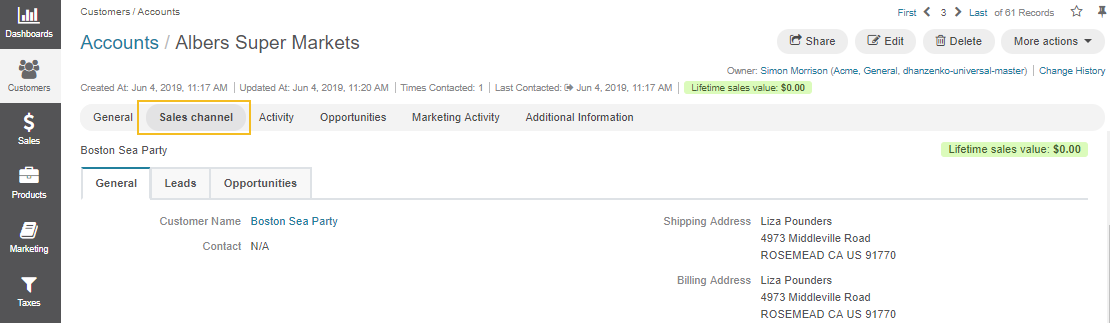 Customers / Accounts
First 3 Last of 61 Records
Dashboards
Accounts / Albers Super Markets
Share Edit Delete More actions
Owner: Simon Morrison (Acme, General, dhanzenko-universal-master) Change History
Customers
Created At: Jun 4, 2019, 11:17 AM Updated At: Jun 4, 2019, 11:20 AM Times Contacted: 1 Last Contacted: Jun 4, 2019, 11:17 AM Lifetime sales value: $0.00
General Sales channel Activity Opportunities Marketing Activity Additional Information
Sales
Boston Sea Party
Lifetime sales value: $0.00
General Leads Opportunities
Products
Customer Name Boston Sea Party
Contact N/A
Shipping Address Liza Pounders
4973 Middleville Road
ROSEMEAD CA US 91770
Marketing
Billing Address Liza Pounders
4973 Middleville Road
ROSEMEAD CA US 91770
Taxes